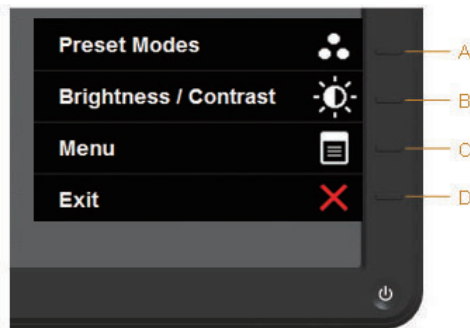 Preset Modes
A
Brightness / Contrast
B
Menu
C
Exit
D